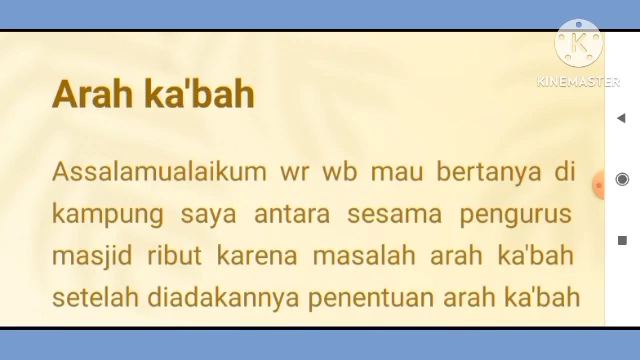 Arah ka'bah
KINEMASTER
Assalamualaikum wr wb mau bertanya di
kampung saya antara sesama pengurus
masjid ribut karena masalah arah ka'bah
setelah diadakannya penentuan arah ka'bah